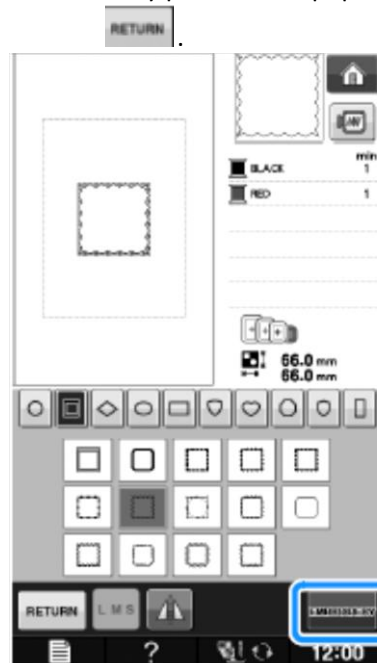 RETURN
.
min
BLACK 1
RED 1
66.0 mm
66.0 mm
RETURN L M S
?
12:00